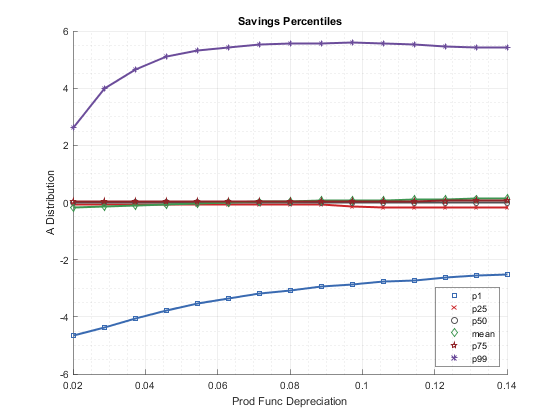 Savings Percentiles
6
4
2
0
-2
-4
-6
A Distribution
0.02
0.04
0.06
0.08
0.1
0.12
0.14
Prod Func Depreciation
p1
p25
p50
mean
p75
p99